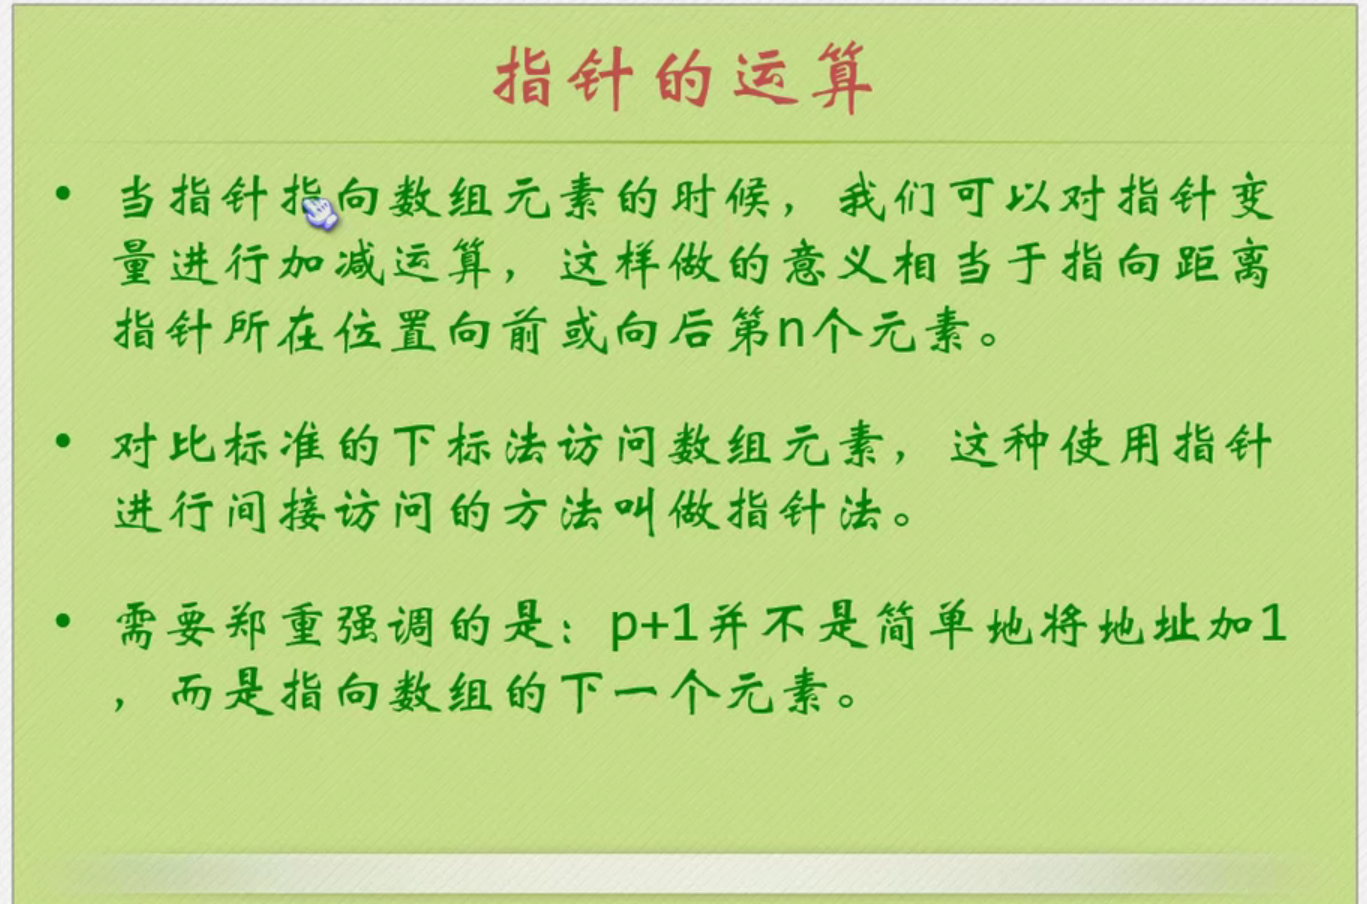 指针的运算
• 当指针指向数组元素的时候，我们可以对指针变
量进行加减运算，这样做的意义相当于指向距离
指针所在位置向前或向后第n个元素。
• 对比标准的下标法访问数组元素，这种使用指针
进行间接访问的方法叫做指针法。
• 需要郑重强调的是：p+1并不是简单地将地址加1
，而是指向数组的下一个元素。